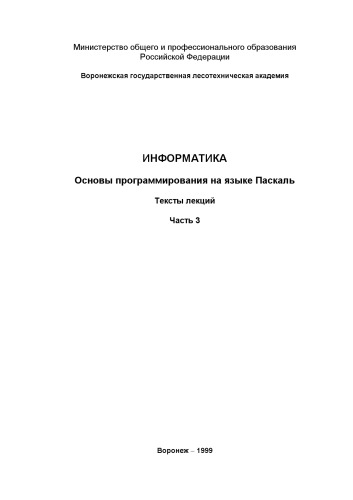 Министерство общего и профессионального образования
Российской Федерации
Воронежская государственная лесотехническая академия
ИНФОРМАТИКА
Основы программирования на языке Паскаль
Тексты лекций
Часть 3
Воронеж – 1999